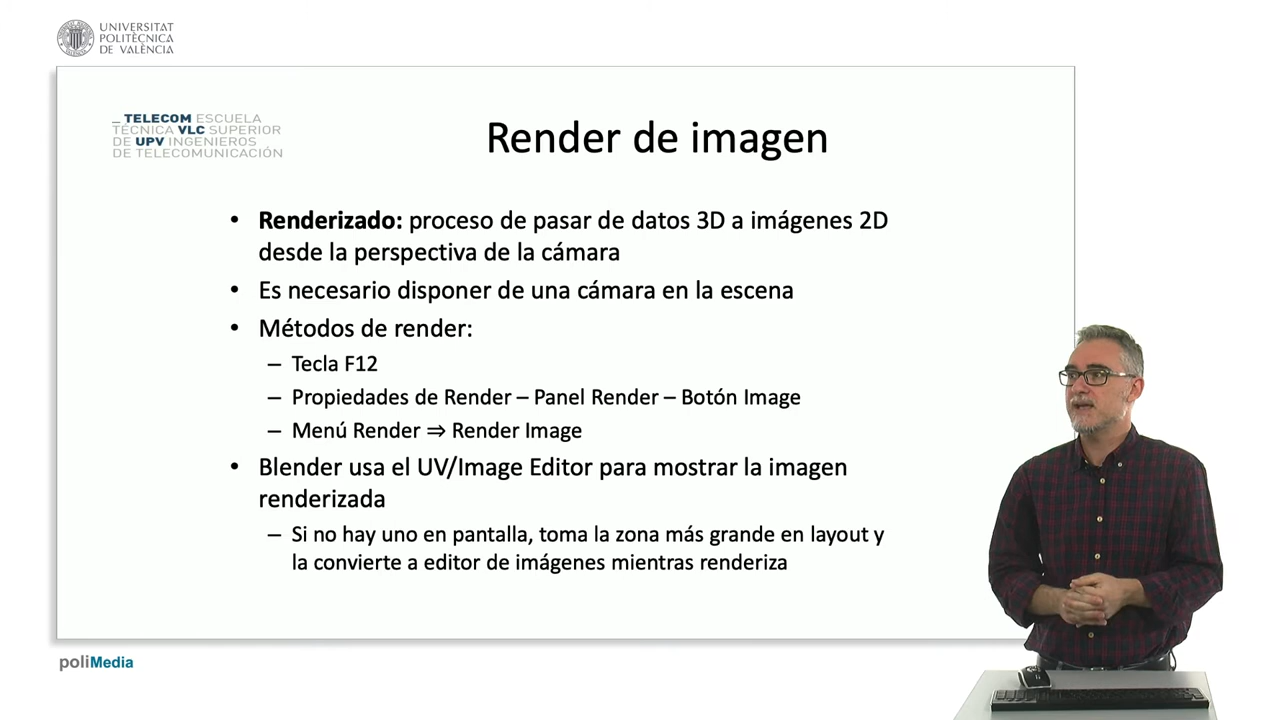 UNIVERSITAT
POLITÈCNICA
DE VALÈNCIA
_ TELECOM ESCUELA
TÉCNICA VLC SUPERIOR
DE UPV INGENIEROS
DE TELECOMUNICACIÓN
Render de imagen
• Renderizado: proceso de pasar de datos 3D a imágenes 2D
desde la perspectiva de la cámara
• Es necesario disponer de una cámara en la escena
• Métodos de render:
– Tecla F12
– Propiedades de Render – Panel Render – Botón Image
– Menú Render ⇒ Render Image
• Blender usa el UV/Image Editor para mostrar la imagen
renderizada
– Si no hay uno en pantalla, toma la zona más grande en layout y
la convierte a editor de imágenes mientras renderiza
poliMedia